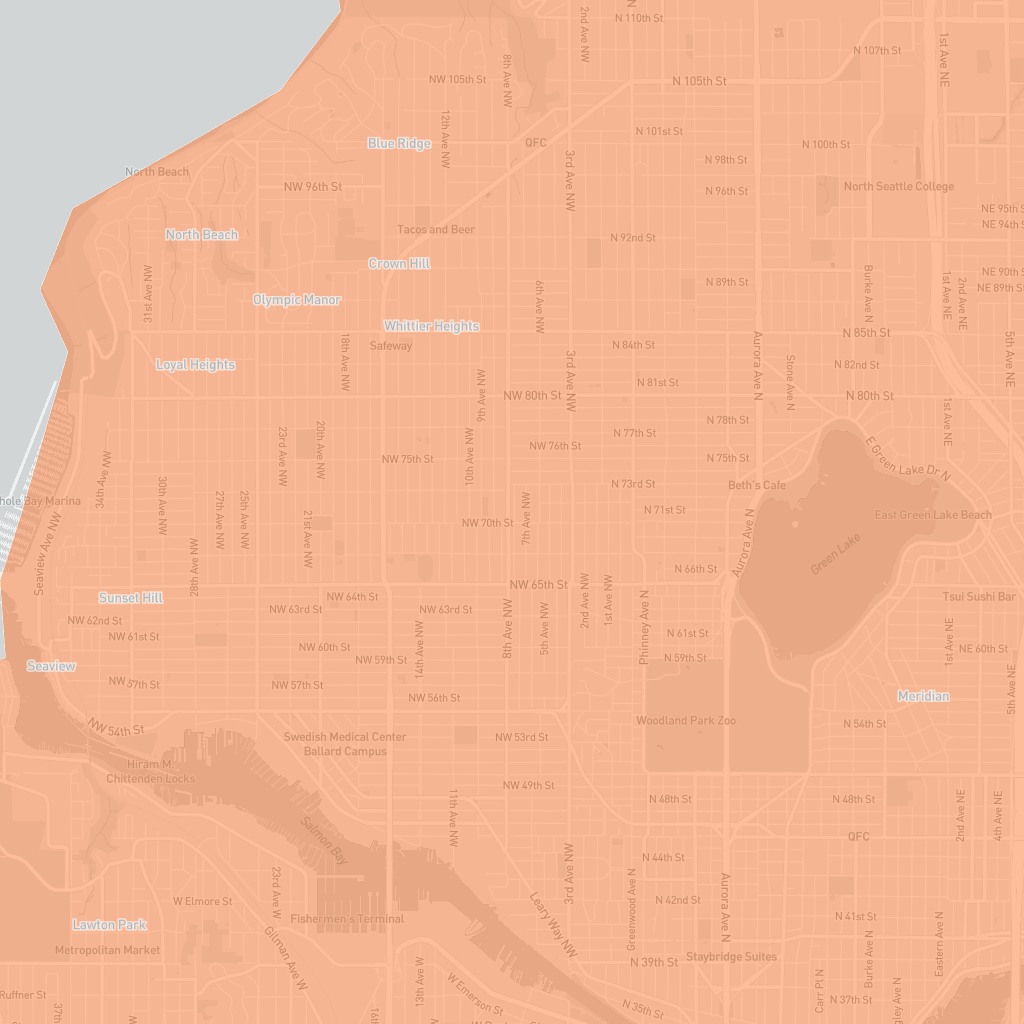 N 110th St
2nd Ave NW
N
1st Ave NE
N 107th St
8th Ave NW
NW 105th St
N 105th St
12th Ave NW
Blue Ridge
QFC
N 101st St
N 100th St
3rd Ave NW
N 98th St
North Beach
NW 96th St
N 96th St
North Seattle College
NE 95th S
NE 94th St
Tacos and Beer
North Beach
N 92nd St
Crown Hill
NE 90th S
31st Ave NW
6th Ave NW
N 89th St
Burke Ave N
1st Ave NE
2nd Ave NE
NE 89th St
Olympic Manor
Whittier Heights
N 85th St
18th Ave NW
Safeway
N 84th St
Aurora Ave N
5th Ave NE
Loyal Heights
N 82nd St
3rd Ave NW
N 81st St
Stone Ave N
9th Ave NW
NW 80th St
N 80th St
N 78th St
1st Ave NE
N 77th St
23rd Ave NW
20th Ave NW
10th Ave NW
NW 76th St
E Green Lake Dr N
NW 75th St
N 75th St
34th Ave NW
N 73rd St
Beth's Cafe
30th Ave NW
hole Bay Marina
27th Ave NW
25th Ave NW
N 71st St
East Green Lake Beach
NW 70th St
7th Ave NW
21st Ave NW
Seaview Ave NW
Aurora Ave N
Green Lake
28th Ave NW
N 66th St
NW 65th St
Sunset Hill
NW 64th St
2nd Ave NW
1st Ave NW
Tsui Sushi Bar
NW 63rd St
NW 63rd St
NW 62nd St
8th Ave NW
5th Ave NW
Phinney Ave N
NW 61st St
N 61st St
1st Ave NE
NW 60th St
14th Ave NW
NE 60th St
NW 59th St
N 59th St
Seaview
NW 57th St
NW 57th St
5th Ave NE
NW 56th St
Meridian
NW 54th St
Woodland Park Zoo
N 54th St
Swedish Medical Center
Ballard Campus
NW 53rd St
Hiram M.
Chittenden Locks
NW 49th St
N 48th St
N 48th St
11th Ave NW
2nd Ave NE
4th Ave NE
Salmon Bay
QFC
N 44th St
3rd Ave NW
23rd Ave W
Aurora Ave N
W Elmore St
Greenwood Ave N
N 42nd St
Fishermen's Terminal
N 41st St
Lawton Park
Leary Way NW
Eastern Ave N
Metropolitan Market
Gilman Ave W
Burke Ave N
N 39th St
Staybridge Suites
13th Ave W
Ruffner St
W Emerson St
Carr Pl N
N 37th St
37th
16th
N 35th St